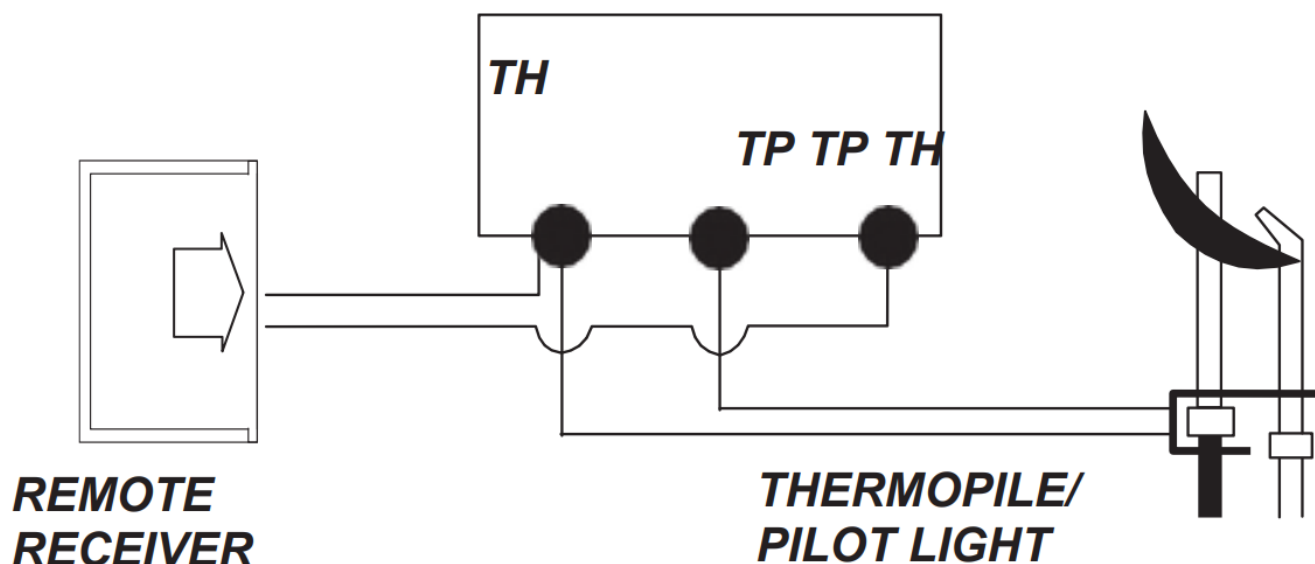 TH
TP TP TH
REMOTE
RECEIVER
THERMOPILE/
PILOT LIGHT